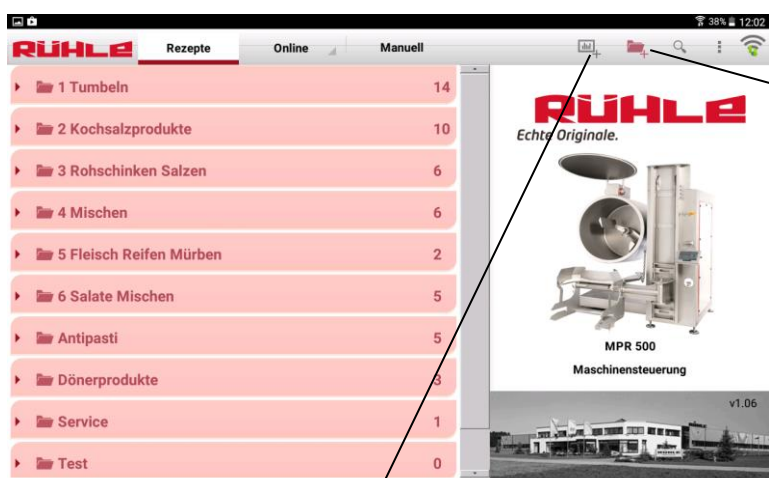 38% 12:02
RÜHLE Rezepte Online Manuell
1 Tumbeln 14
2 Kochsalzprodukte 10
3 Rohschinken Salzen 6
4 Mischen 6
5 Fleisch Reifen Mürben 2
6 Salate Mischen 5
Antipasti 5
Dönerprodukte 3
Service 1
Test 0
RÜHLE
Echte Originale.
MPR 500
Maschinensteuerung
v1.06